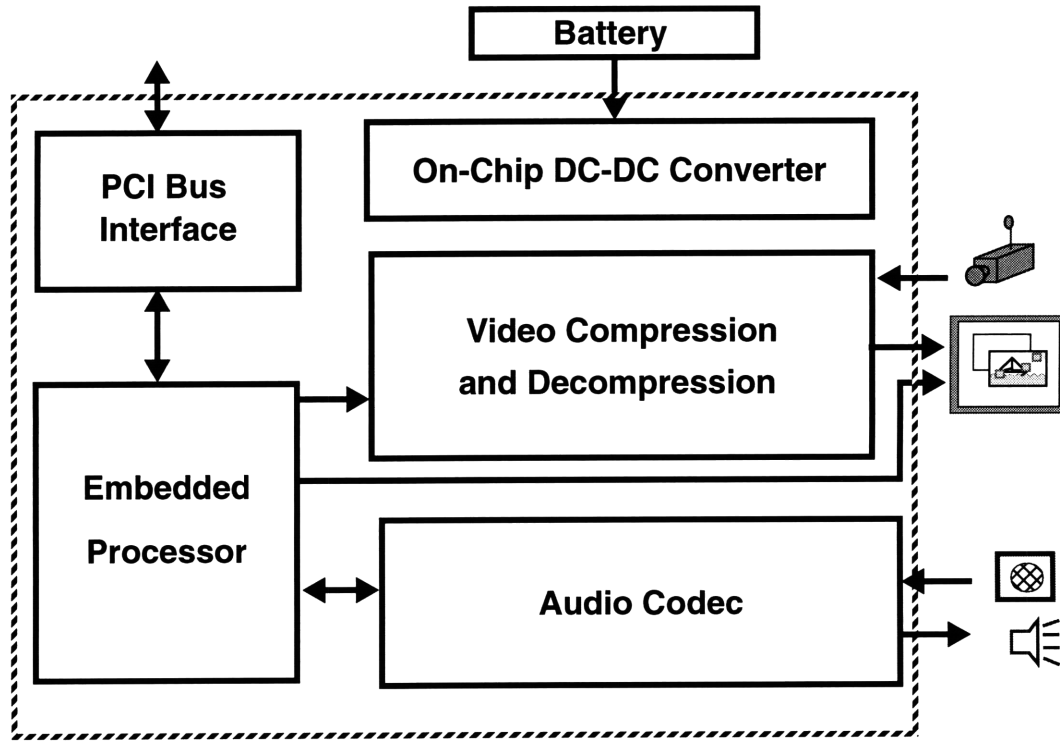 Battery
On-Chip DC-DC Converter
PCI Bus
Interface
Video Compression
and Decompression
Embedded
Processor
Audio Codec